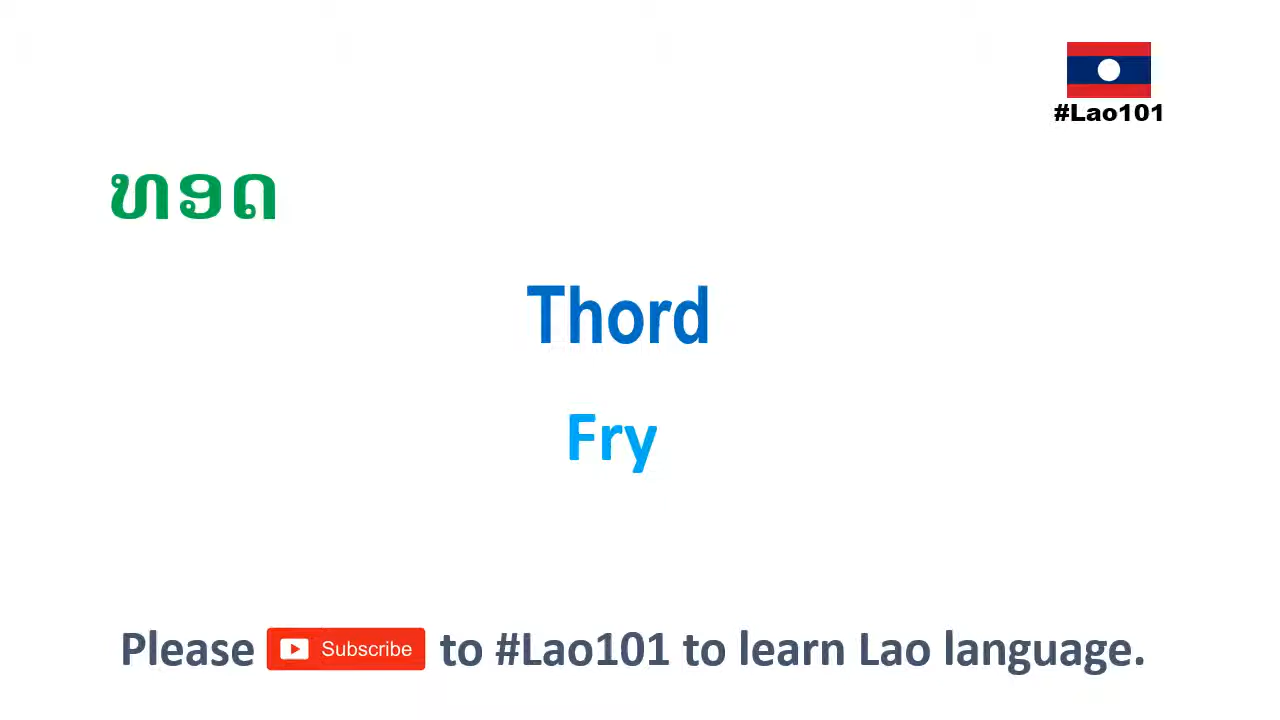 #Lao101
ທອດ
Thord
Fry
Please Subscribe to #Lao101 to learn Lao language.